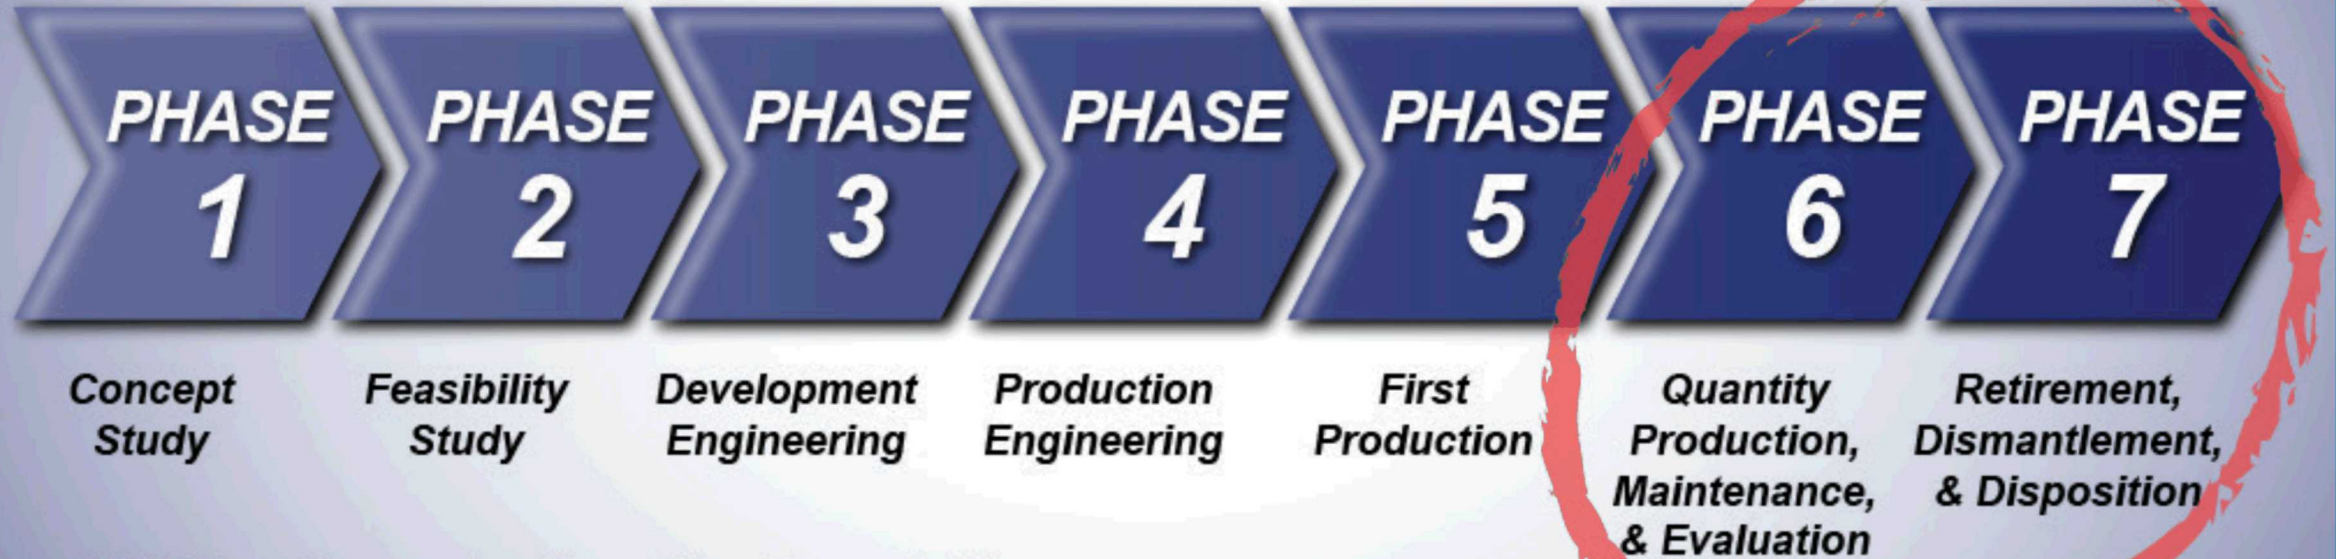 PHASE
1
PHASE
2
PHASE
3
PHASE
4
PHASE
5
PHASE
6
PHASE
7
Concept
Study
Feasibility
Study
Development
Engineering
Production
Engineering
First
Production
Quantity
Production,
Maintenance,
& Evaluation
Retirement,
Dismantlement,
& Disposition